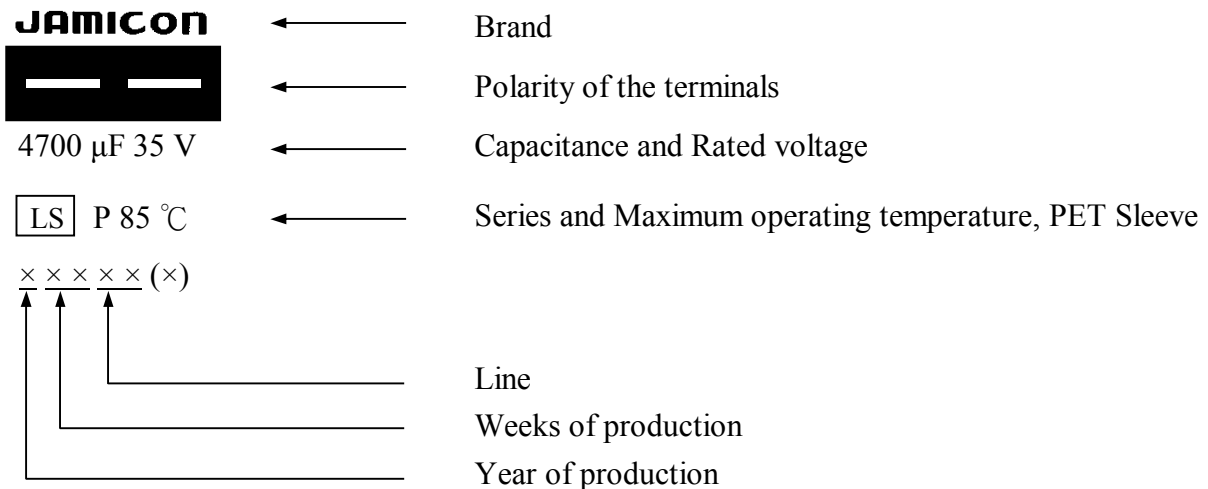 JAMICON Brand
Polarity of the terminals
4700 μF 35 V Capacitance and Rated voltage
LS P 85 ℃ Series and Maximum operating temperature, PET Sleeve
× × × × × (×)
Line
Weeks of production
Year of production